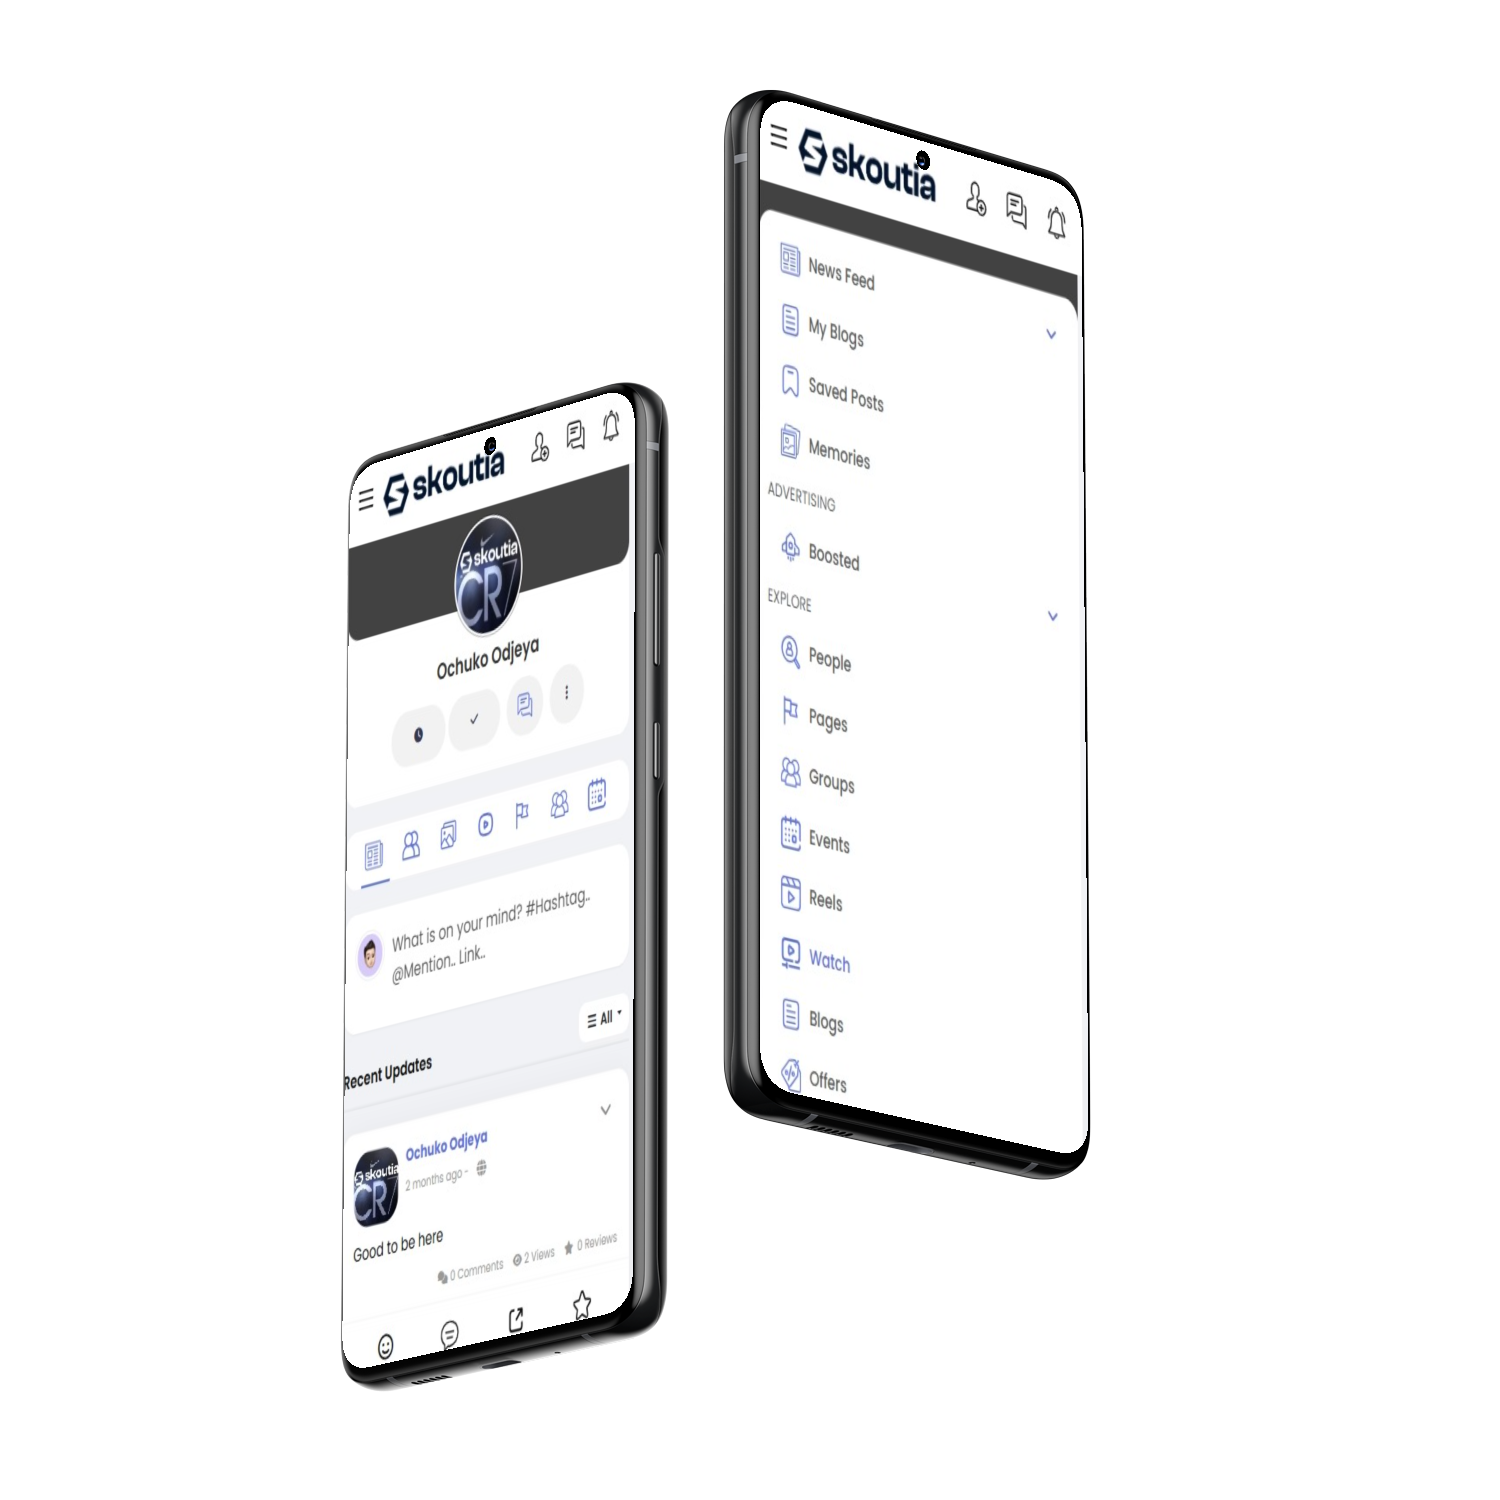 skoutia
skoutia
CR7
Ochuko Odjeya
What is on your mind? #Hashtag..
@Mention.. Link..
All
Recent Updates
Ochuko Odjeya
2 months ago -
skoutia
CR7
Good to be here
0 Comments 2 Views 0 Reviews
skoutia
News Feed
My Blogs
Saved Posts
Memories
ADVERTISING
Boosted
EXPLORE
People
Pages
Groups
Events
Reels
Watch
Blogs
Offers